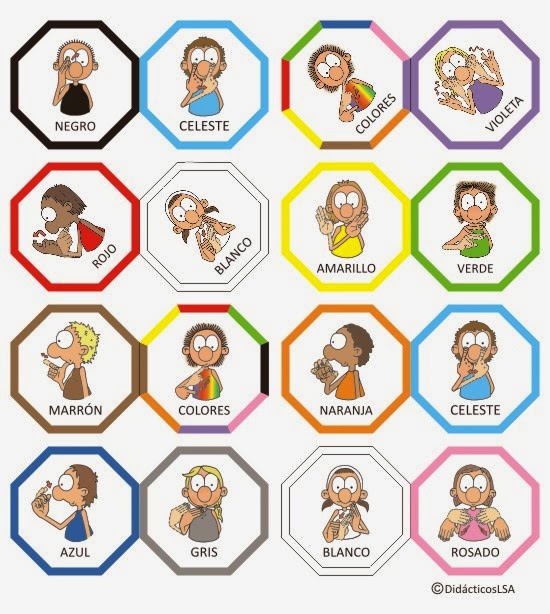 NEGRO
CELESTE
COLORES
VIOLETA
ROJO
BLANCO
AMARILLO
VERDE
MARRÓN
COLORES
NARANJA
CELESTE
AZUL
GRIS
BLANCO
ROSADO
©DidácticosLSA